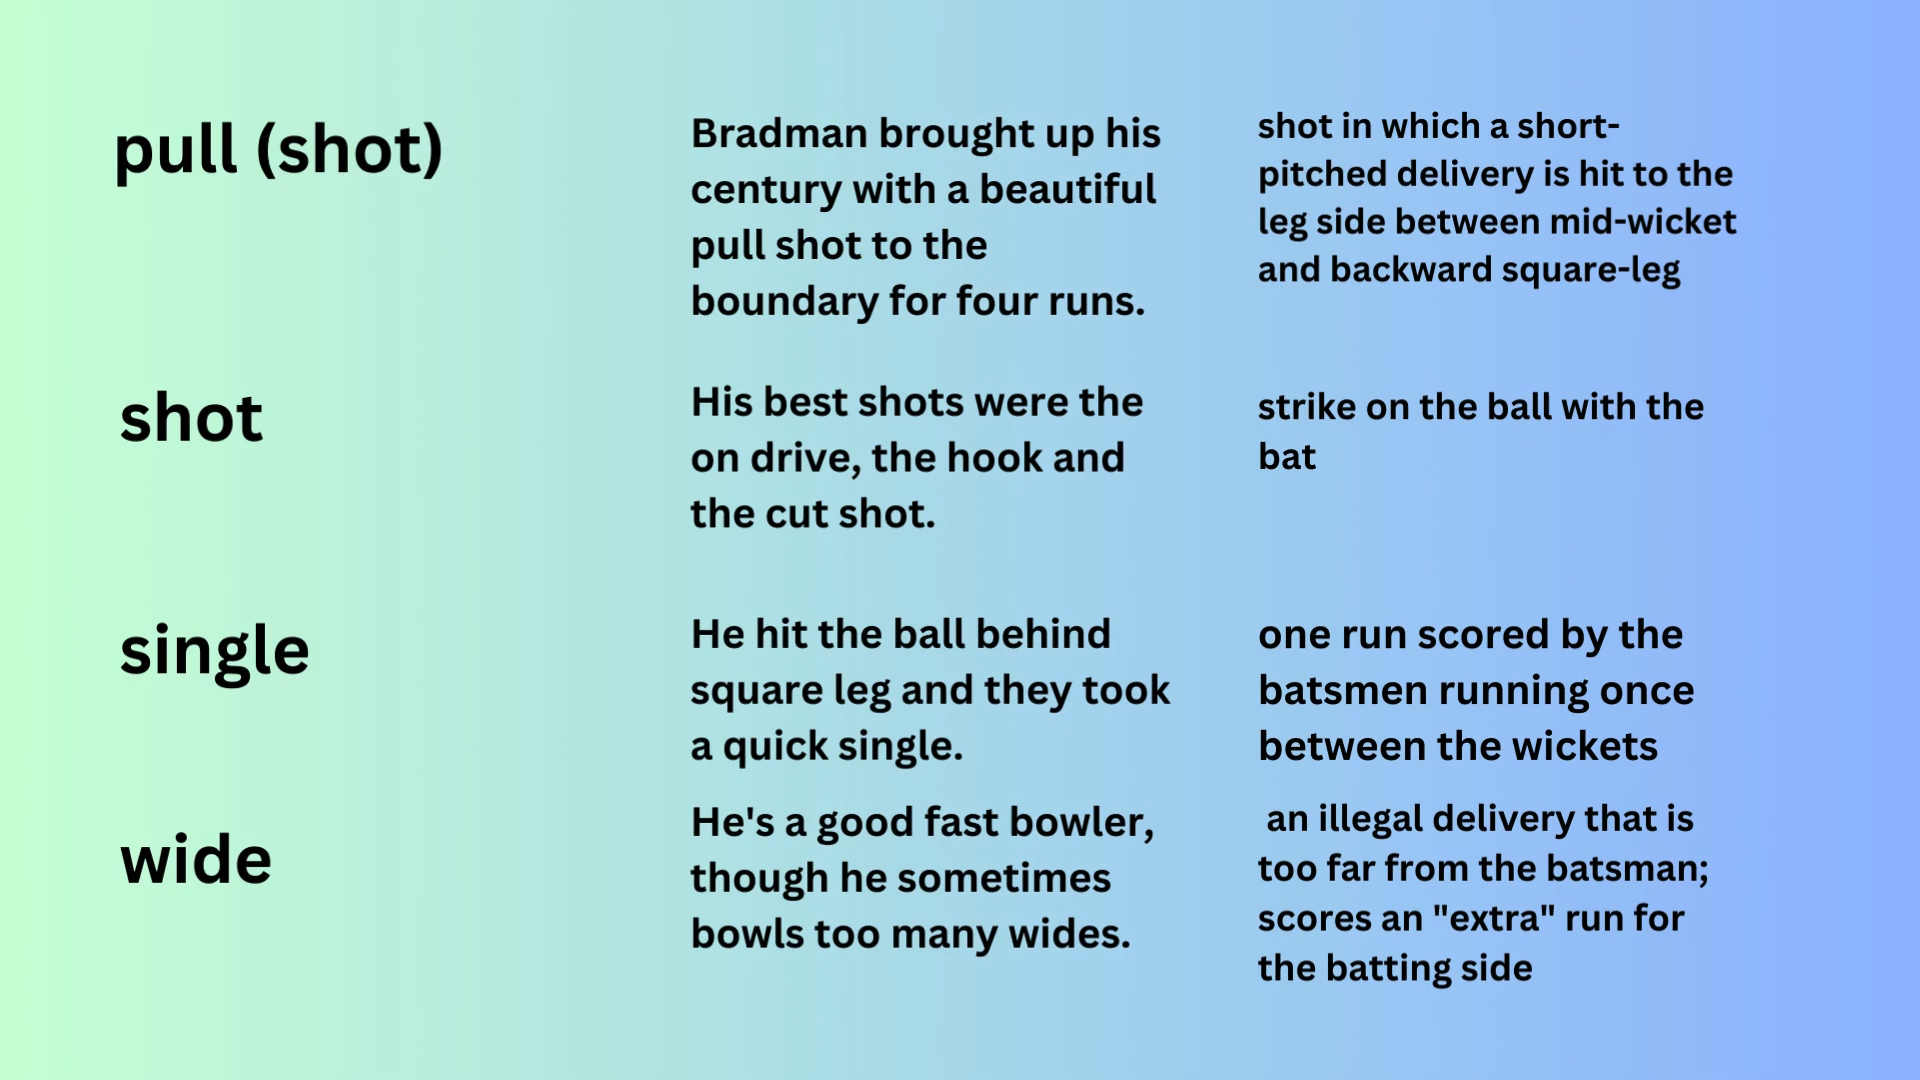 pull (shot)
Bradman brought up his
century with a beautiful
pull shot to the
boundary for four runs.
shot in which a short-
pitched delivery is hit to the
leg side between mid-wicket
and backward square-leg
shot
His best shots were the
on drive, the hook and
the cut shot.
strike on the ball with the
bat
single
He hit the ball behind
square leg and they took
a quick single.
one run scored by the
batsmen running once
between the wickets
wide
He's a good fast bowler,
though he sometimes
bowls too many wides.
an illegal delivery that is
too far from the batsman;
scores an "extra" run for
the batting side